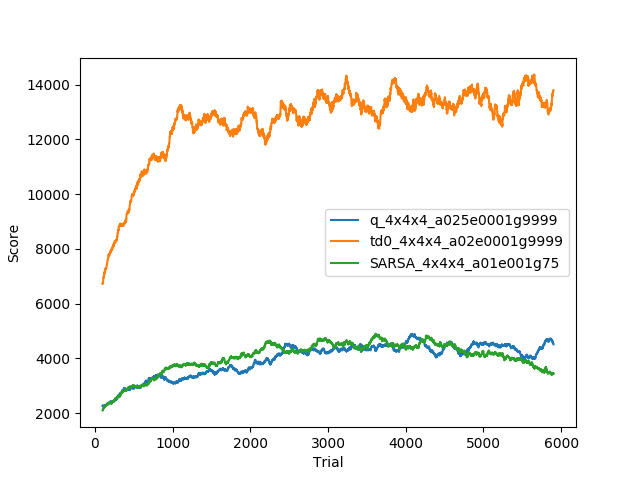 14000
12000
10000
8000
6000
4000
2000
Score
q_4x4x4_a025e0001g9999
td0_4x4x4_a02e0001g9999
SARSA_4x4x4_a01e001g75
0 1000 2000 3000 4000 5000 6000
Trial